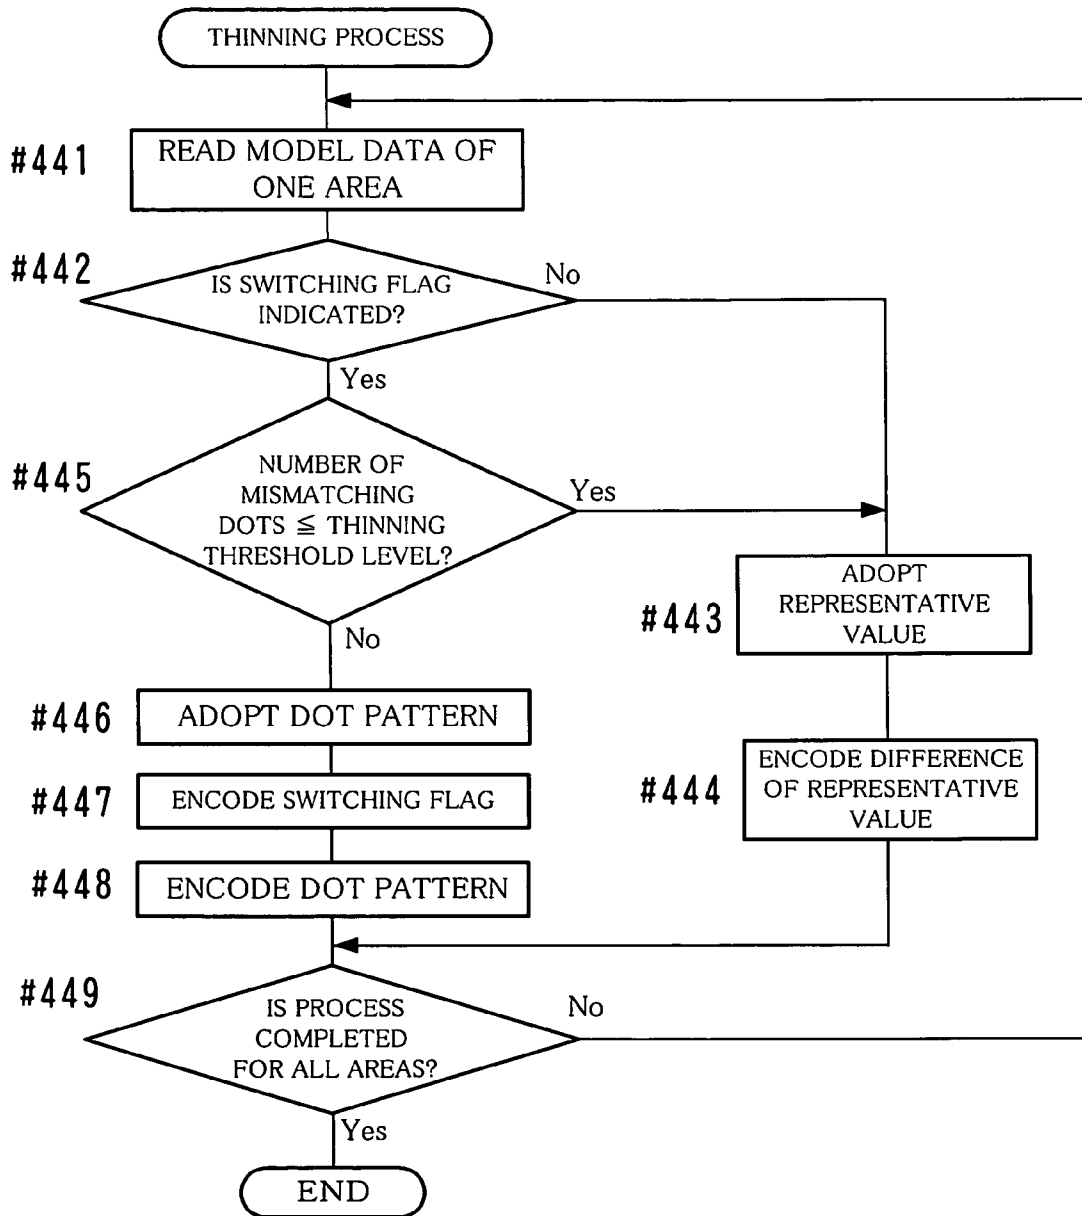 THINNING PROCESS
#441
READ MODEL DATA OF
ONE AREA
#442
IS SWITCHING FLAG
INDICATED?
No
Yes
#445
NUMBER OF
MISMATCHING
DOTS ≦ THINNING
THRESHOLD LEVEL?
Yes
No
#443
ADOPT
REPRESENTATIVE
VALUE
#446
ADOPT DOT PATTERN
#444
ENCODE DIFFERENCE
OF REPRESENTATIVE
VALUE
#447
ENCODE SWITCHING FLAG
#448
ENCODE DOT PATTERN
#449
IS PROCESS
COMPLETED
FOR ALL AREAS?
No
Yes
END